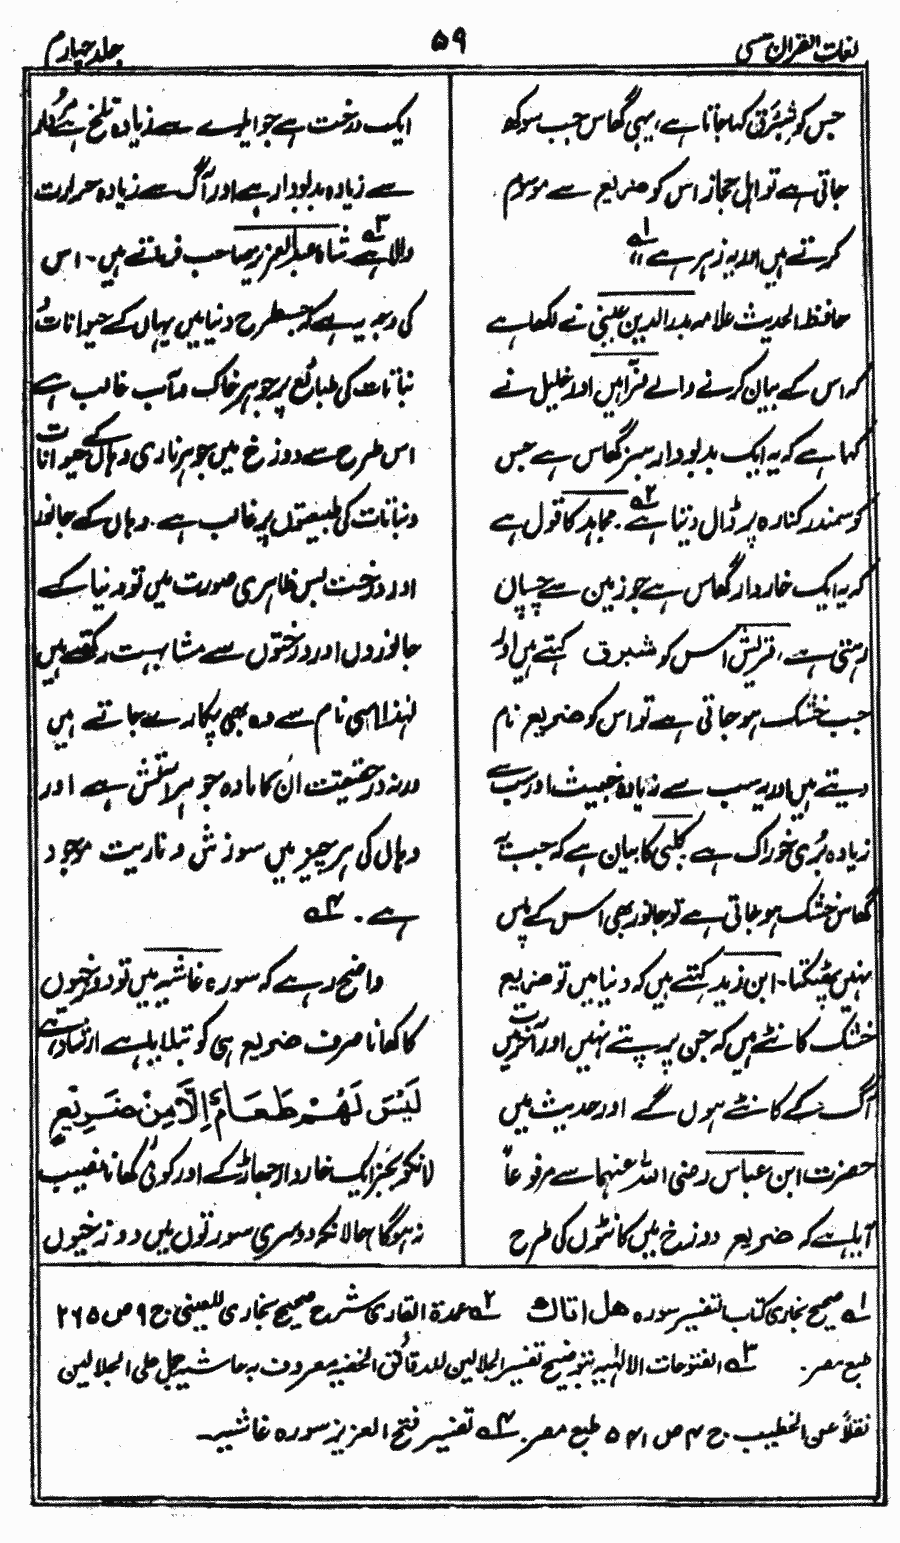 لغات القرآن ششم
۵۹
جلد چہارم
جس کو شبرق کہا جاتا ہے، یہی گھاس جب سوکھ
جاتی ہے تو اہل حجاز اس کو ضریع سے موسوم
کرتے ہیں اور یہ زہر ہے ۱؎
حافظ الحدیث علامہ بدر الدین عینی نے لکھا ہے
کہ اس کے بیان کرنے والے فرّا ہیں اور خلیل نے
کہا ہے کہ یہ ایک بدبودار سبز گھاس ہے جس
کو سمندر کنارہ پر ڈال دیتا ہے ۲؎. مجاہد کا قول ہے
کہ یہ ایک خاردار گھاس ہے جو زمین سے چسپاں
رہتی ہے، قریش اس کو شبرق کہتے ہیں اور
جب خشک ہو جاتی ہے تو اس کو ضریع نام
دیتے ہیں اور یہ سب سے زیادہ خبیث اور سب سے
زیادہ بُری خوراک ہے کلبی کا بیان ہے کہ جب یہ
گھاس خشک ہو جاتی ہے تو جانور بھی اس کے پاس
نہیں پھٹکتا۔ ابن زید کہتے ہیں کہ دنیا میں تو ضریع
خشک کانٹے ہیں کہ جن پر پتے نہیں اور آخرت میں
آگ کے کانٹے ہوں گے اور حدیث میں
حضرت ابن عباس رضی اللہ عنہما سے مرفوعاً
آیا ہے کہ ضریع دوزخ میں کانٹوں کی طرح
ایک درخت ہے جو ایلوے سے زیادہ تلخ ہے مُردار
سے زیادہ بدبودار ہے اور آگ سے زیادہ حرارت
والا ہے ۳؎ شاہ عبد العزیز صاحب فرماتے ہیں۔ اس
کی وجہ یہ ہے کہ جسطرح دنیا میں یہاں کے حیوانات و
نباتات کی طبائع پر جوہر خاک و آب غالب ہے
اس طرح سے دوزخ میں جوہر ناری وہاں کے حیوانات
و نباتات کی طبیعتوں پر غالب ہے. وہاں کے جانور
اور درخت بس ظاہری صورت میں تو دنیا کے
جانوروں اور درختوں سے مشابہت رکھتے ہیں
لہٰذا اسی نام سے وہ بھی پکارے جاتے ہیں
ورنہ در حقیقت ان کا مادہ جوہر آتش ہے اور
وہاں کی ہر چیز میں سوزش و ناریت موجود
ہے. ۴؎
واضح رہے کہ سورہ غاشیہ میں تو دوزخیوں
کا کھانا صرف ضریع ہی کو بتلایا ہے ارشاد ہے
لَيْسَ لَهُمْ طَعَامٌ إِلَّا مِنْ ضَرِيْعٍ
حالانکہ بجز ایک خاردار جھاڑ کے اور کوئی کھانا نصیب
نہ ہوگا حالانکہ دوسری سورتوں میں دوزخیوں
۱؎ صحیح بخاری کتاب التفسیر سورہ ھل اتاک ۲؎ عمدۃ القاری شرح صحیح بخاری للعینی ج ۹ ص ۲۶۵
طبع مصر. ۳؎ الفتوحات الالٰہیہ بتوضیح تفسیر الجلالین للدقائق الخفیہ معروف بہ حاشیہ جمل علی الجلالین
نقلاً عن الخطیب. ج ۴ ص ۵۲۱ طبع مصر. ۴؎ تفسیر فتح العزیز سورہ غاشیہ۔